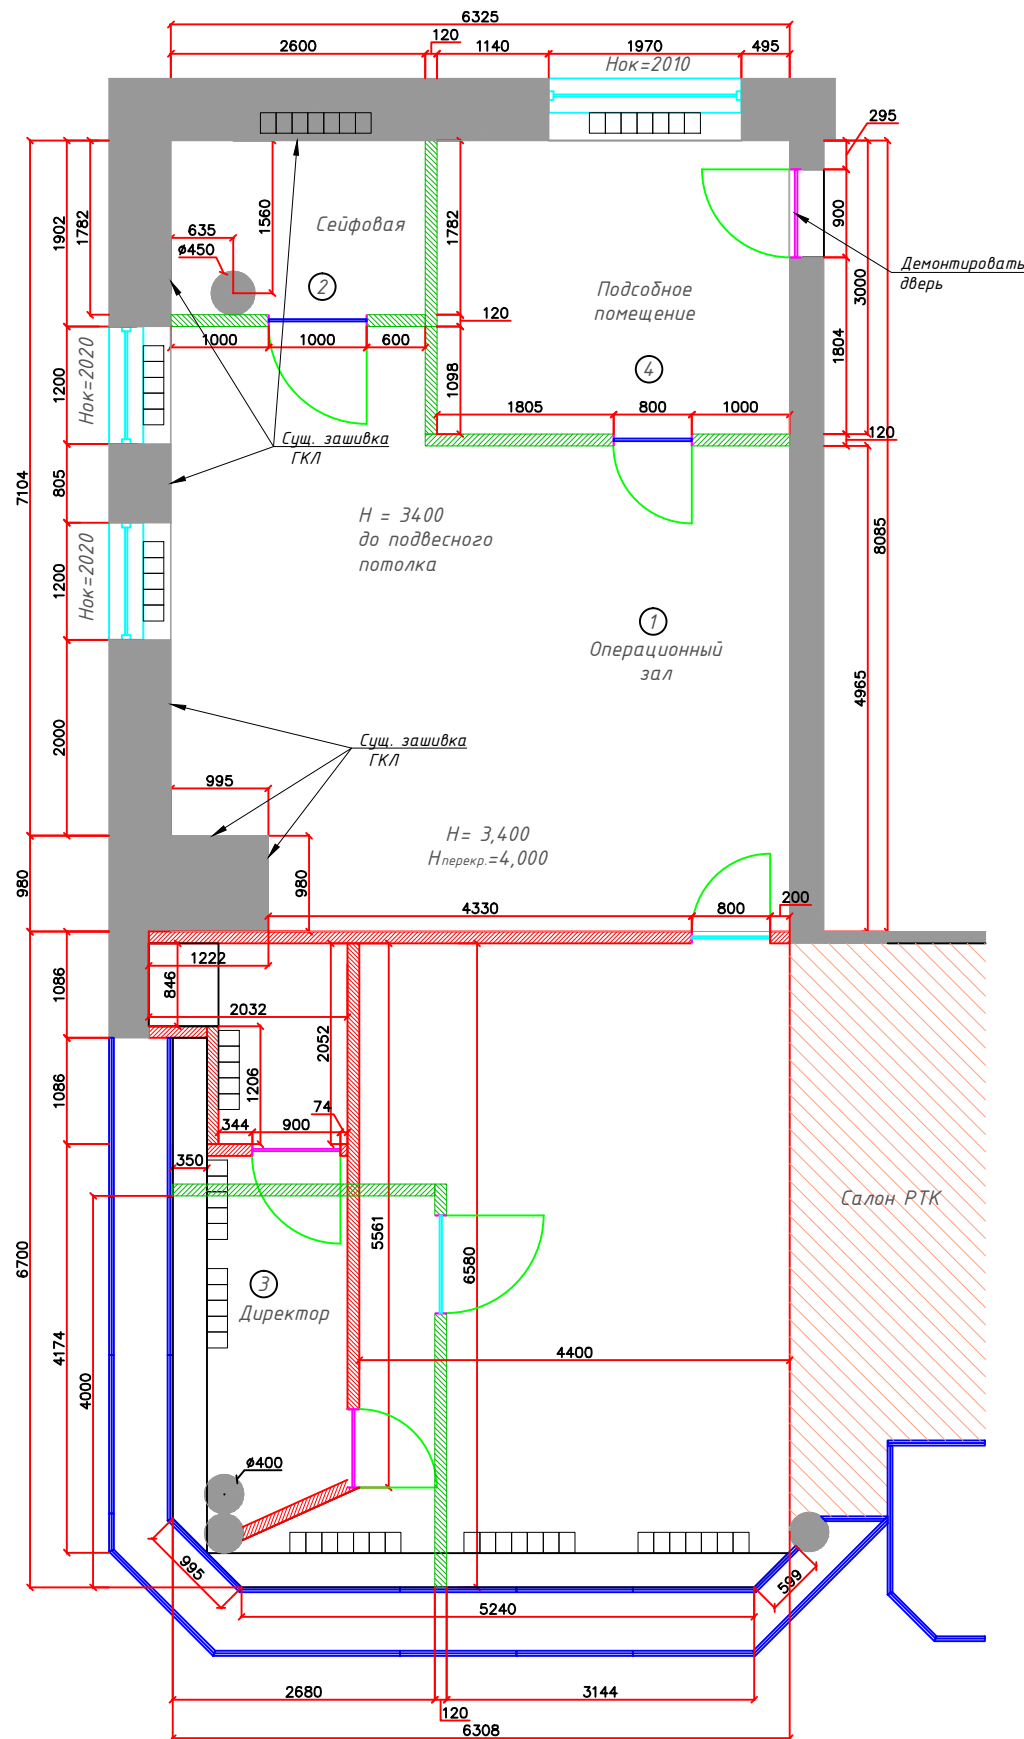 6325
120
2600
1140
1970
495
Нок=2010
295
1902
1782
635
ø450
1560
Сейфовая
2
1782
900
3000
Демонтировать
дверь
Подсобное
помещение
4
120
1804
1000
1000
600
1098
1805
800
1000
120
Нок=2020
1200
Сущ. зашивка
ГКЛ
7104
805
8085
H = 3400
до подвесного
потолка
Нок=2020
1200
1
Операционный
зал
4965
2000
Сущ. зашивка
ГКЛ
995
H= 3,400
Hперекр.=4,000
980
980
4330
800
200
1086
846
1222
2032
2052
1086
1206
74
344
900
350
Салон РТК
5561
6580
6700
3
Директор
4174
4000
4400
ø400
995
599
5240
2680
3144
120
6308